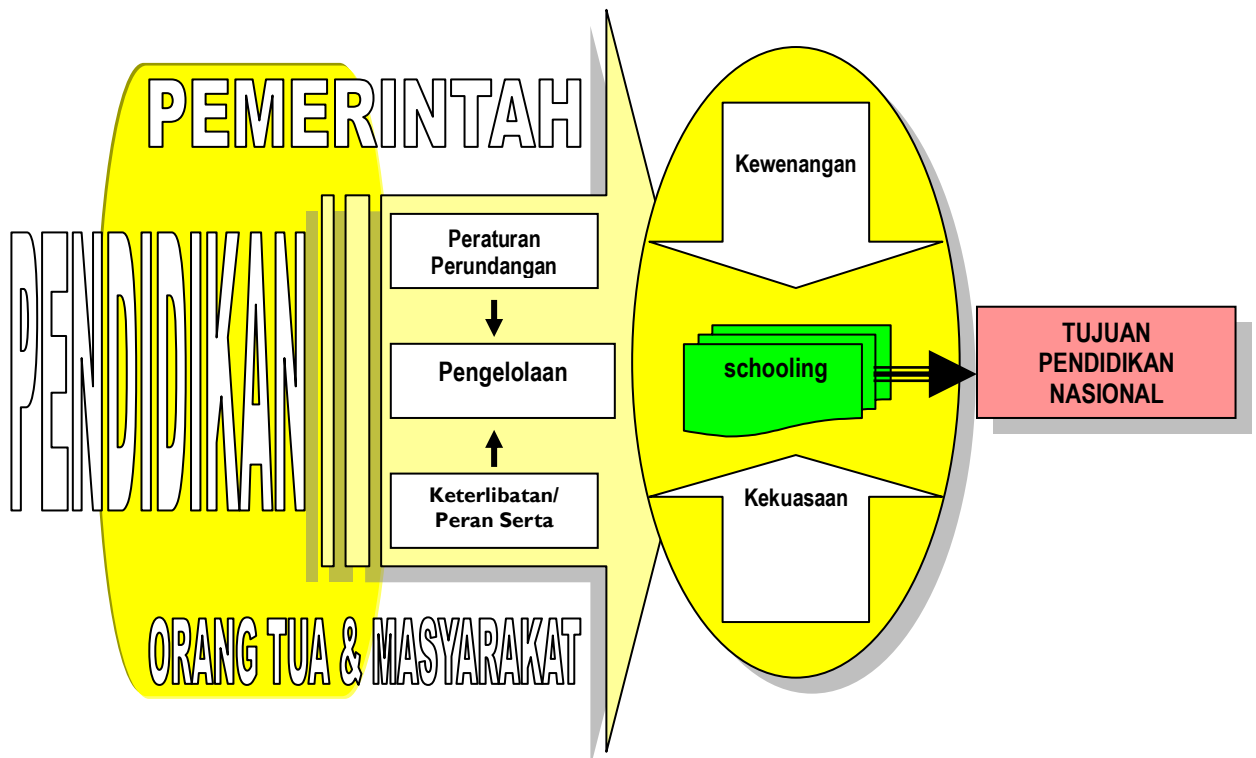 PEMERINTAH
PENDIDIKAN
Peraturan
Perundangan
Pengelolaan
Keterlibatan/
Peran Serta
ORANG TUA & MASYARAKAT
Kewenangan
schooling
Kekuasaan
TUJUAN
PENDIDIKAN
NASIONAL